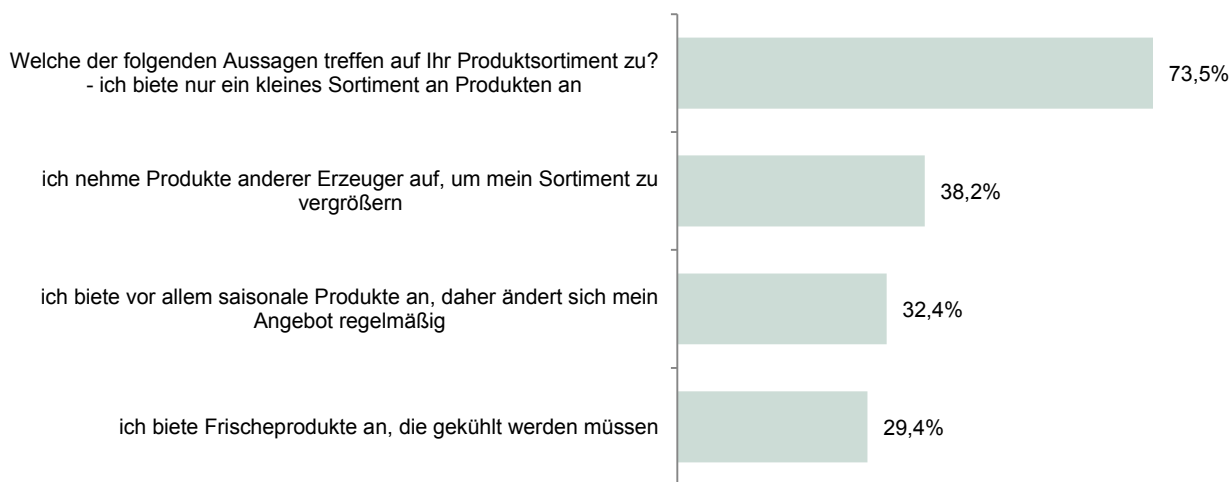 Welche der folgenden Aussagen treffen auf Ihr Produktsortiment zu?
- ich biete nur ein kleines Sortiment an Produkten an
73,5%
ich nehme Produkte anderer Erzeuger auf, um mein Sortiment zu
vergrößern
38,2%
ich biete vor allem saisonale Produkte an, daher ändert sich mein
Angebot regelmäßig
32,4%
ich biete Frischeprodukte an, die gekühlt werden müssen
29,4%